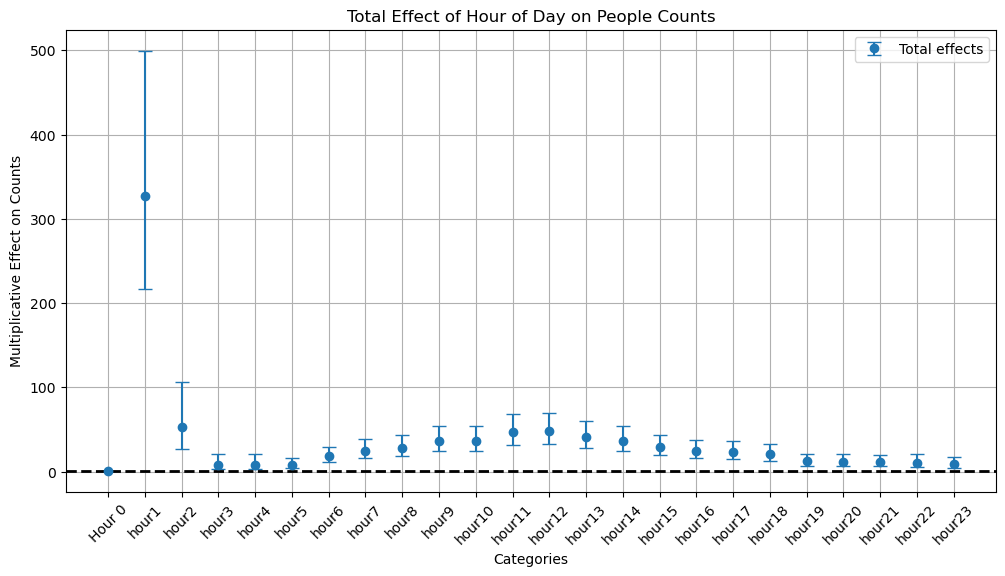 Total Effect of Hour of Day on People Counts
Total effects
Multiplicative Effect on Counts
500
400
300
200
100
0
Hour 0
hour1
hour2
hour3
hour4
hour5
hour6
hour7
hour8
hour9
hour10
hour11
hour12
hour13
hour14
hour15
hour16
hour17
hour18
hour19
hour20
hour21
hour22
hour23
Categories